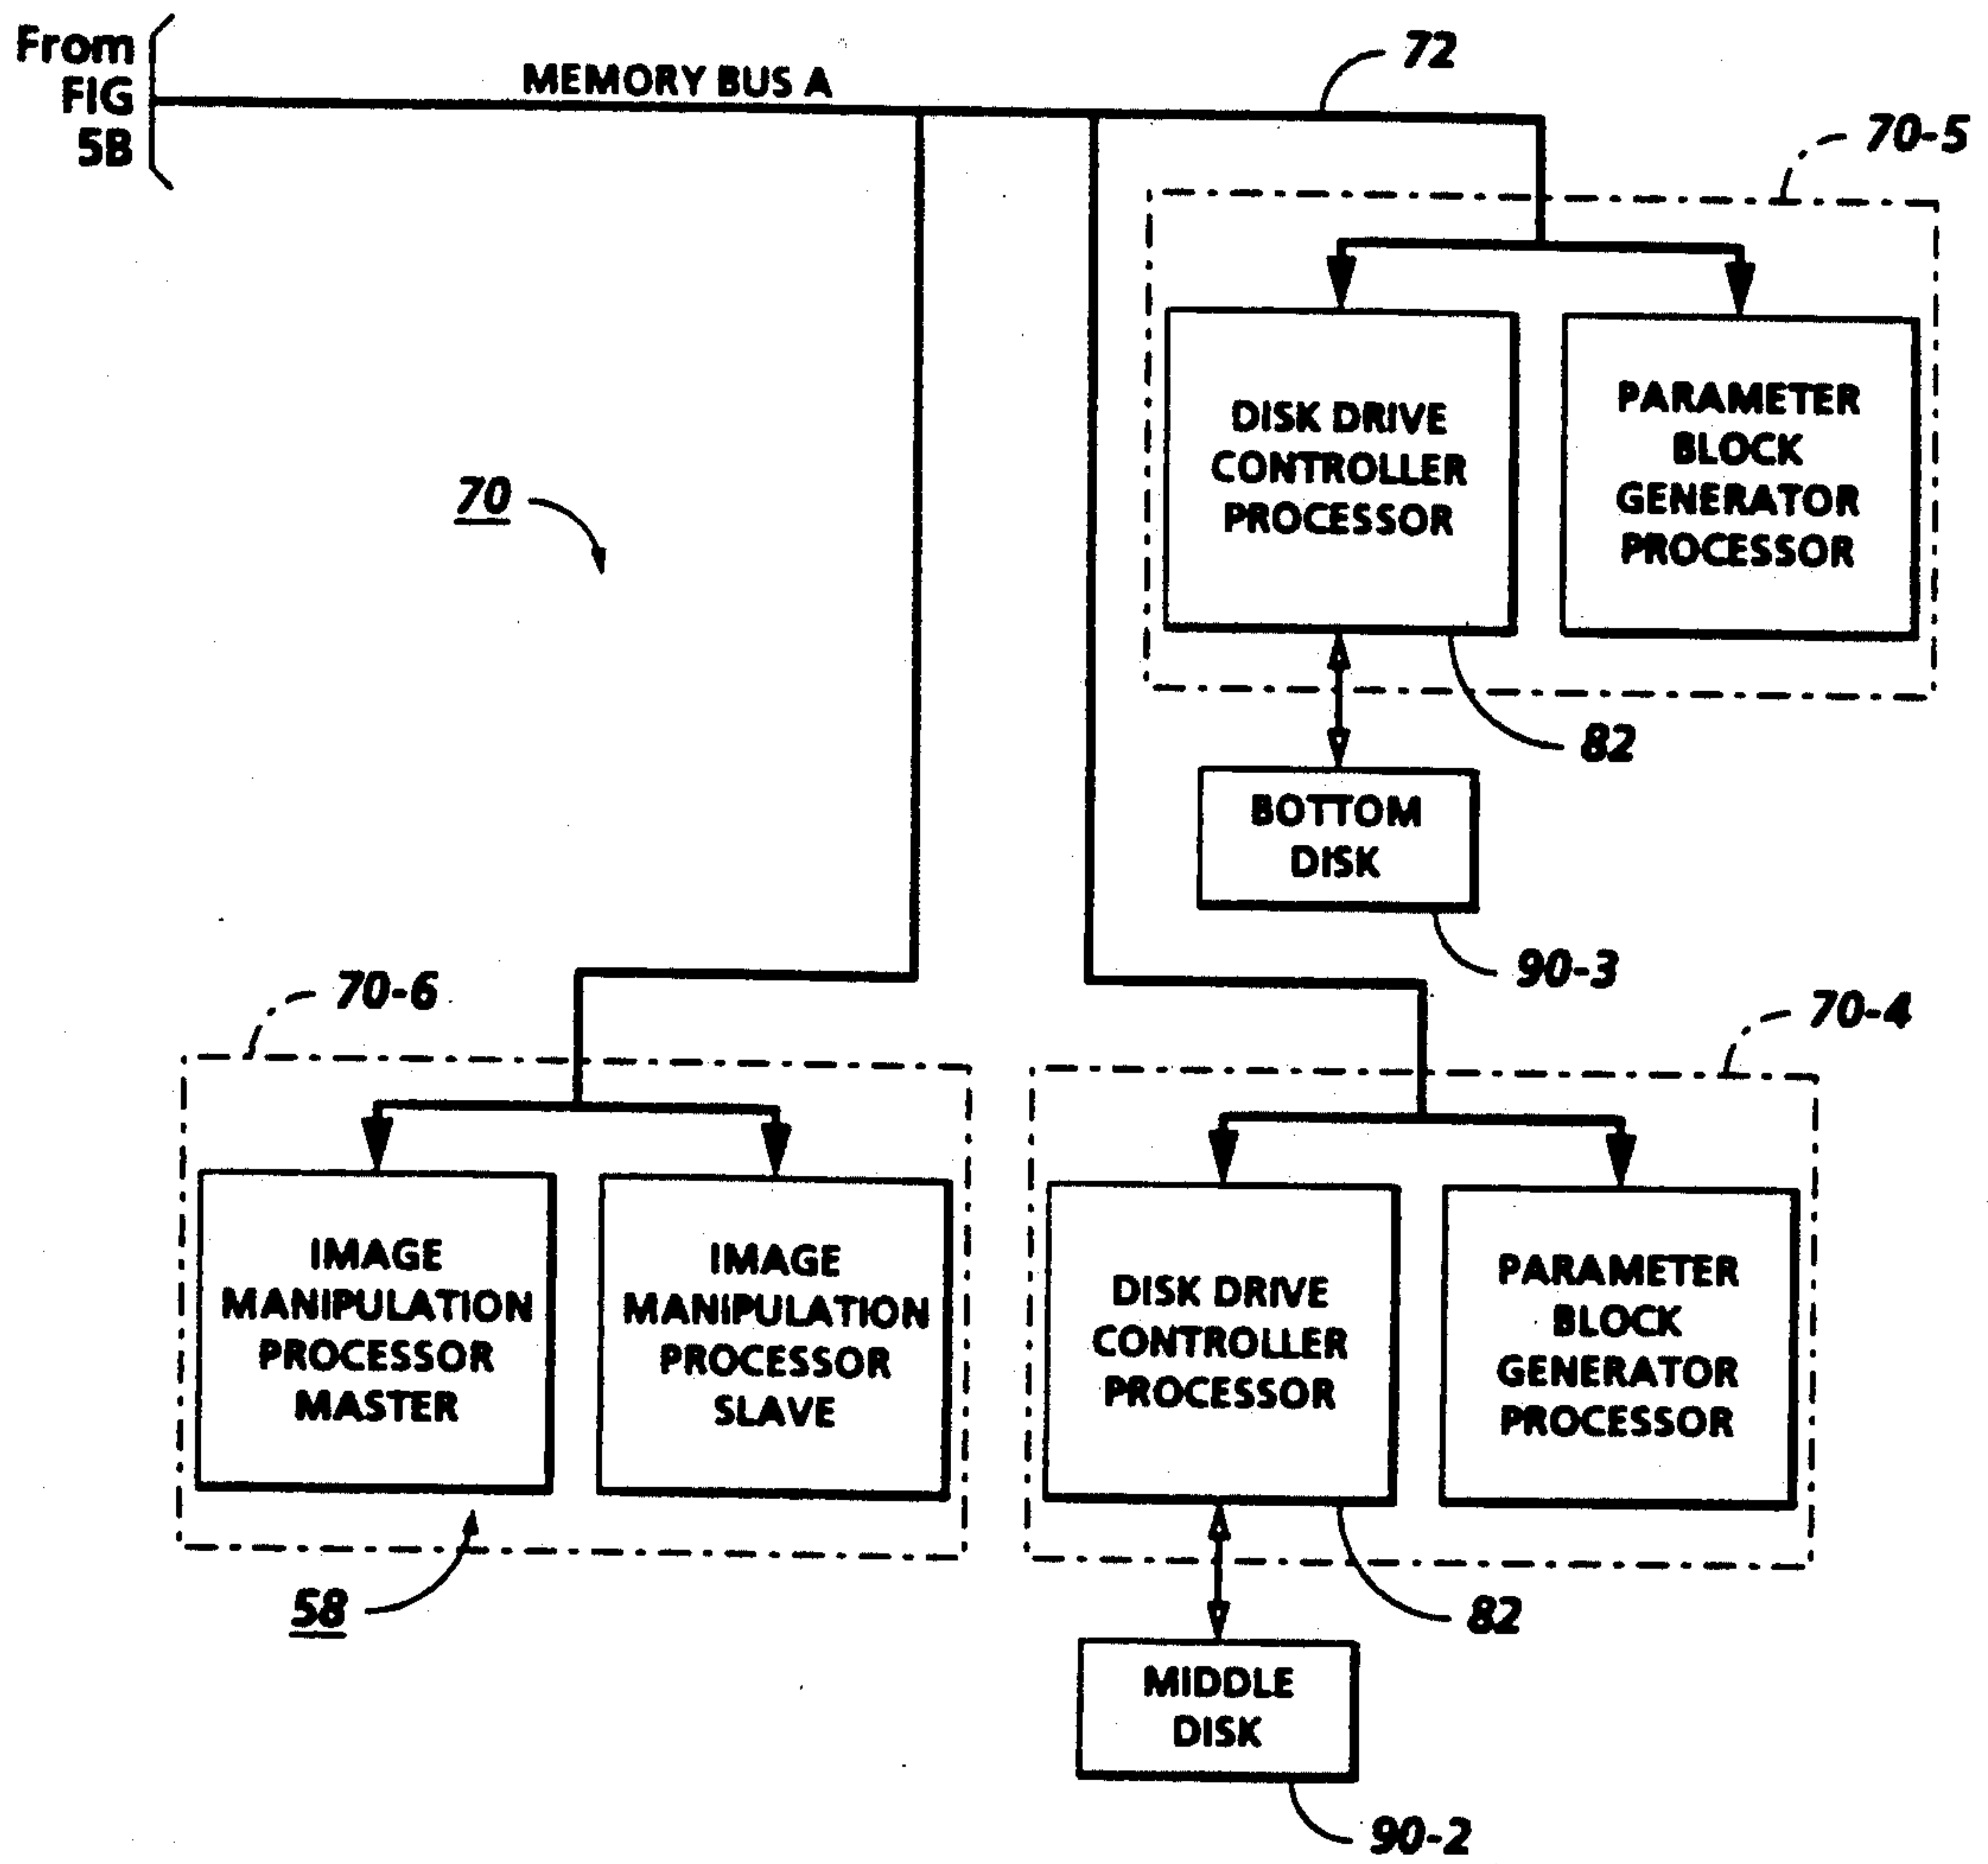 From
FIG
5B
MEMORY BUS A
72
70-5
DISK DRIVE
CONTROLLER
PROCESSOR
PARAMETER
BLOCK
GENERATOR
PROCESSOR
70
82
BOTTOM
DISK
90-3
70-6
70-4
IMAGE
MANIPULATION
PROCESSOR
MASTER
IMAGE
MANIPULATION
PROCESSOR
SLAVE
DISK DRIVE
CONTROLLER
PROCESSOR
PARAMETER
BLOCK
GENERATOR
PROCESSOR
58
82
MIDDLE
DISK
90-2